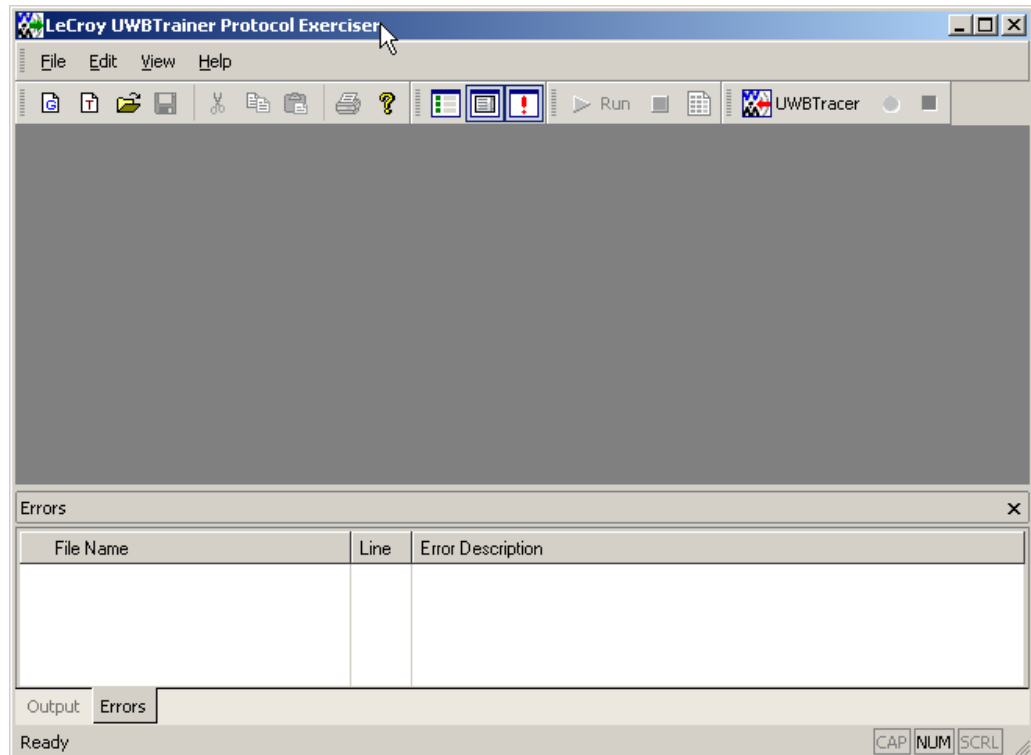 LeCroy UWBTrainer Protocol Exerciser
File Edit View Help
G T Run UWBTracer
Errors
File Name Line Error Description
Output Errors
Ready CAP NUM SCRL